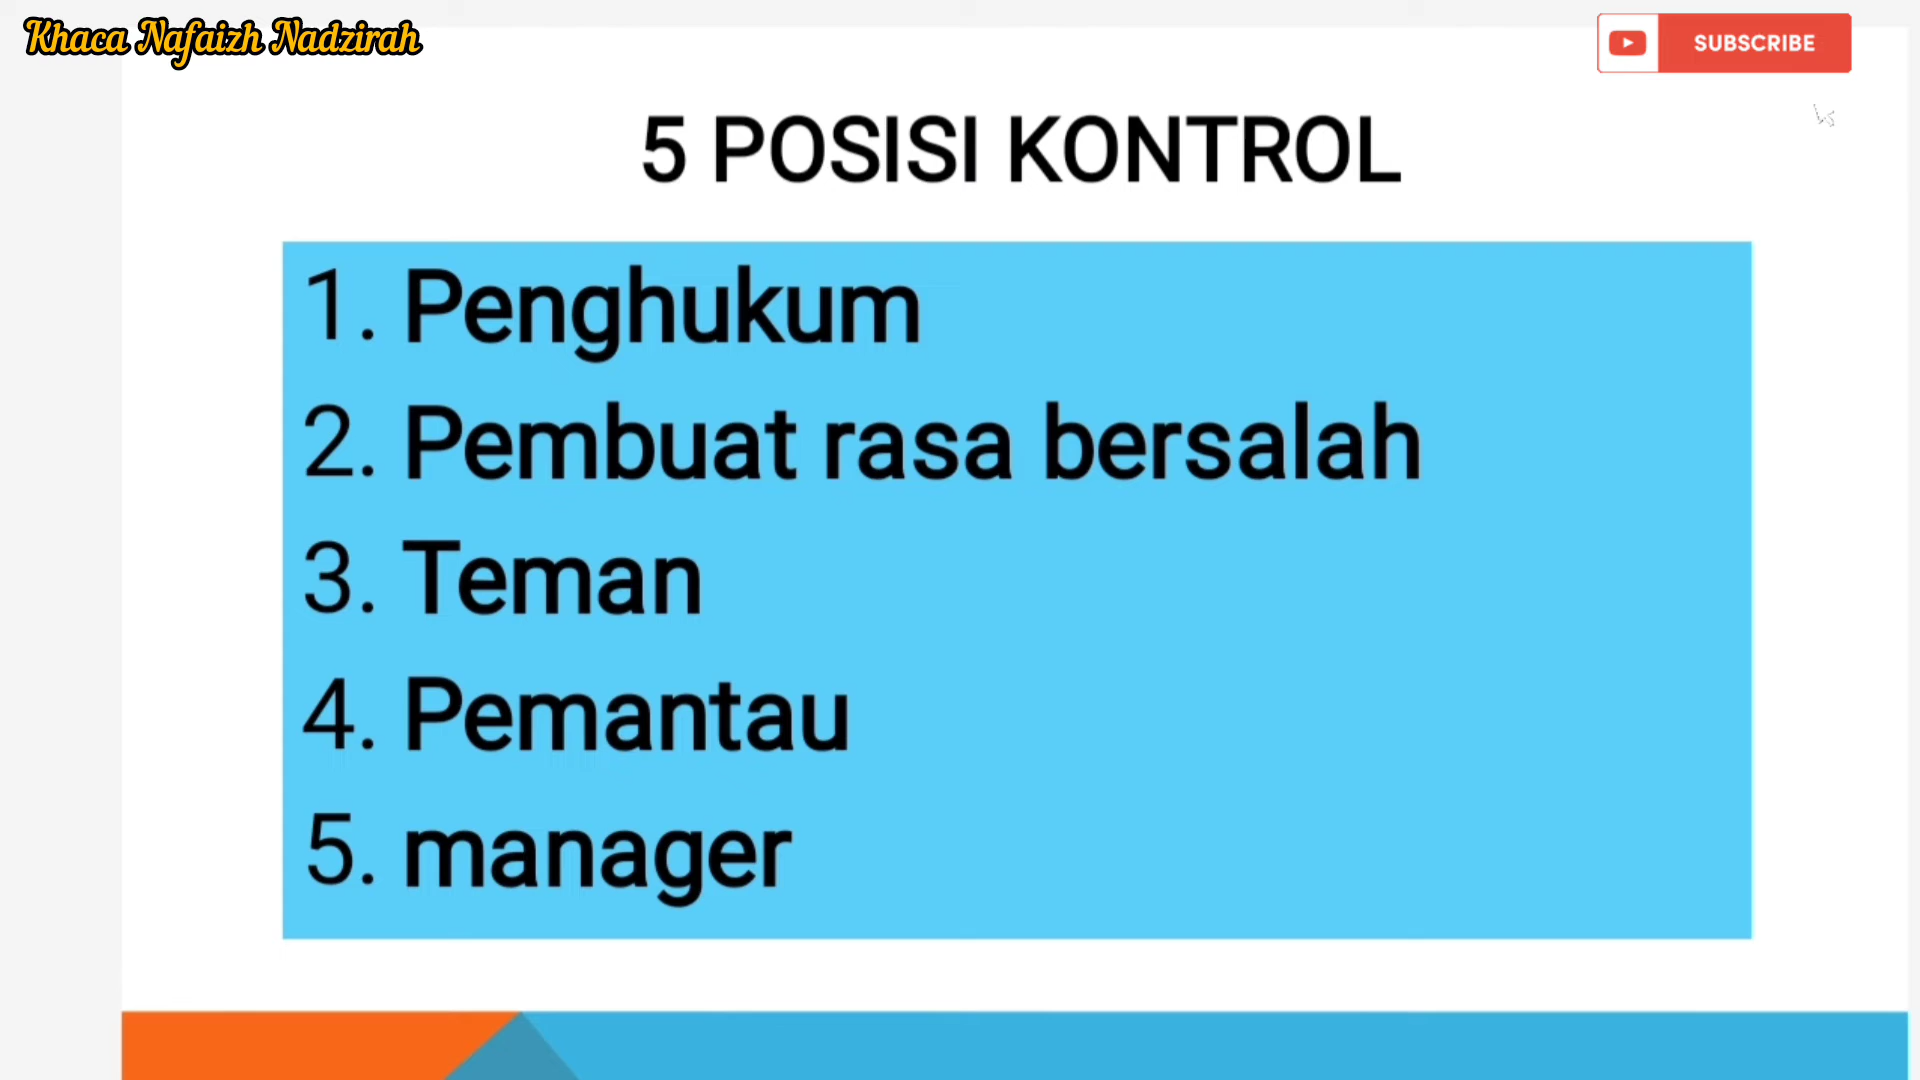 Khaca Nafaizh Nadzirah
SUBSCRIBE
5 POSISI KONTROL
1. Penghukum
2. Pembuat rasa bersalah
3. Teman
4. Pemantau
5. manager